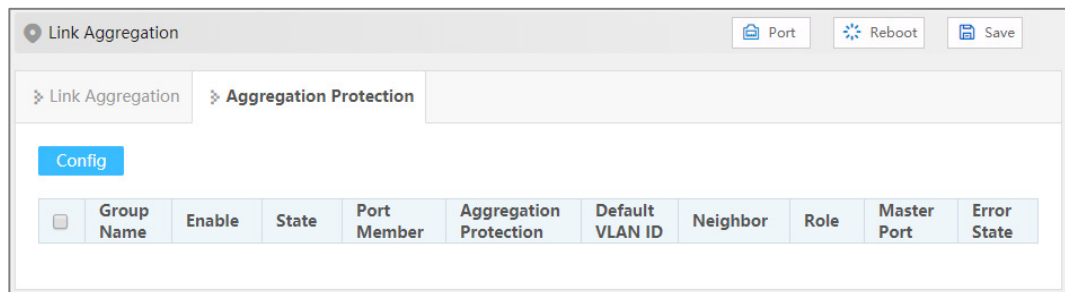 Link Aggregation Port Reboot Save
Link Aggregation Aggregation Protection
Config
Group Name Enable State Port Member Aggregation Protection Default VLAN ID Neighbor Role Master Port Error State